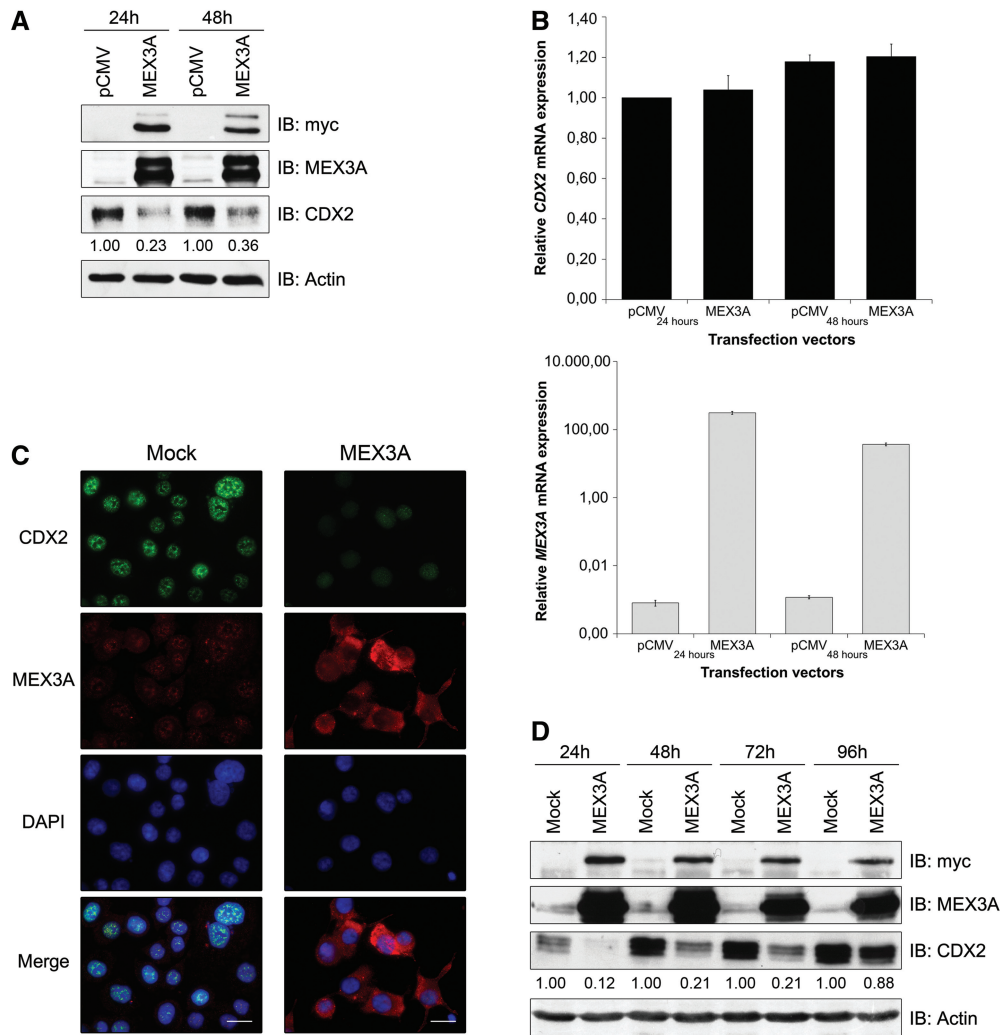 A
24h 48h
pCMV MEX3A pCMV MEX3A
IB: myc
IB: MEX3A
IB: CDX2
1.00 0.23 1.00 0.36
IB: Actin
B
Relative CDX2 mRNA expression
1,40
1,20
1,00
0,80
0,60
0,40
0,20
0,00
pCMV MEX3A pCMV MEX3A
24 hours 48 hours
Transfection vectors
Relative MEX3A mRNA expression
10.000,00
100,00
1,00
0,01
0,00
pCMV MEX3A pCMV MEX3A
24 hours 48 hours
Transfection vectors
C
Mock MEX3A
CDX2
MEX3A
DAPI
Merge
D
24h 48h 72h 96h
Mock MEX3A Mock MEX3A Mock MEX3A Mock MEX3A
IB: myc
IB: MEX3A
IB: CDX2
1.00 0.12 1.00 0.21 1.00 0.21 1.00 0.88
IB: Actin